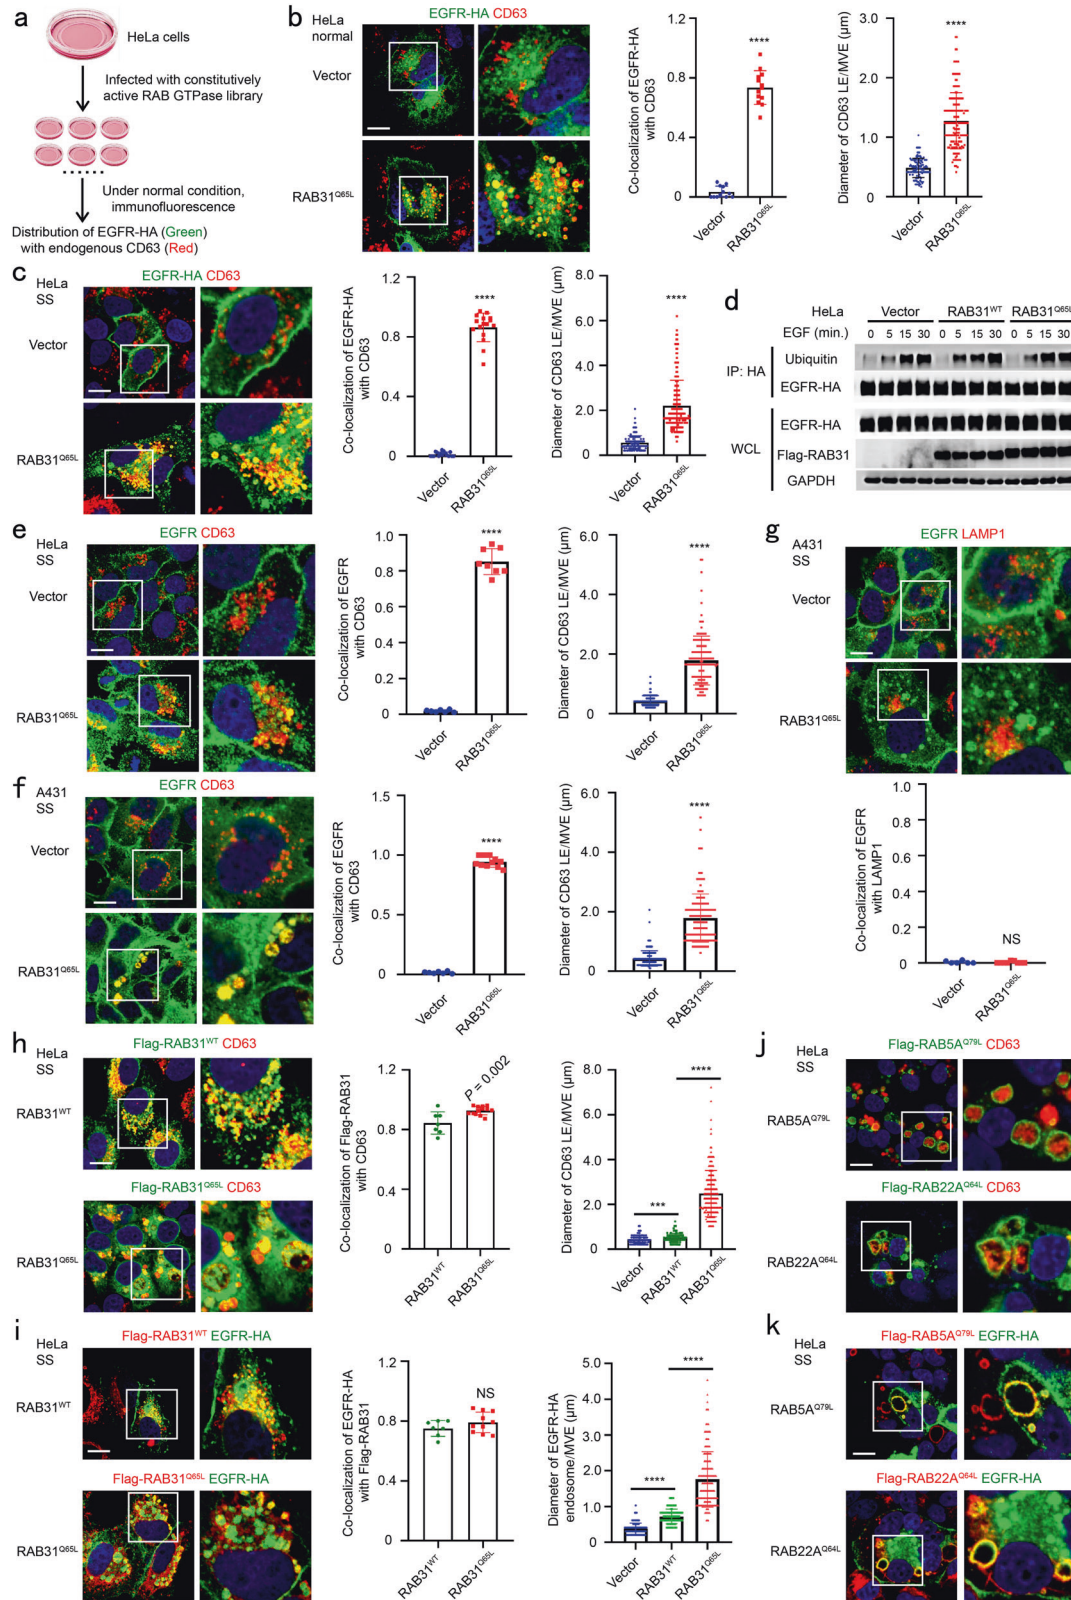 a
HeLa cells
Infected with constitutively
active RAB GTPase library
Under normal condition,
immunofluorescence
Distribution of EGFR-HA (Green)
with endogenous CD63 (Red)
b
HeLa
normal
EGFR-HA CD63
Vector
RAB31Q65L
Co-localization of EGFR-HA
with CD63
1.2
0.8
0.4
0
****
Vector
RAB31Q65L
Diameter of CD63 LE/MVE (μm)
3.0
2.0
1.0
0
****
Vector
RAB31Q65L
c
HeLa
SS
EGFR-HA CD63
Vector
RAB31Q65L
Co-localization of EGFR-HA
with CD63
1.2
0.8
0.4
0
****
Vector
RAB31Q65L
Diameter of CD63 LE/MVE (μm)
8.0
6.0
4.0
2.0
0
****
Vector
RAB31Q65L
d
HeLa
Vector
RAB31WT
RAB31Q65L
EGF (min.)
0 5 15 30 0 5 15 30 0 5 15 30
IP: HA
Ubiquitin
EGFR-HA
WCL
EGFR-HA
Flag-RAB31
GAPDH
e
HeLa
SS
EGFR CD63
Vector
RAB31Q65L
Co-localization of EGFR
with CD63
1.0
0.8
0.6
0.4
0.2
0
****
Vector
RAB31Q65L
Diameter of CD63 LE/MVE (μm)
6.0
4.0
2.0
0
****
Vector
RAB31Q65L
f
A431
SS
EGFR CD63
Vector
RAB31Q65L
Co-localization of EGFR
with CD63
1.5
1.0
0.5
0
****
Vector
RAB31Q65L
Diameter of CD63 LE/MVE (μm)
6.0
4.0
2.0
0
****
Vector
RAB31Q65L
g
A431
SS
EGFR LAMP1
Vector
RAB31Q65L
Co-localization of EGFR
with LAMP1
1.0
0.8
0.6
0.4
0.2
0
NS
Vector
RAB31Q65L
h
HeLa
SS
Flag-RAB31WT CD63
RAB31WT
Flag-RAB31Q65L CD63
RAB31Q65L
Co-localization of Flag-RAB31
with CD63
1.2
0.8
0.4
0
P = 0.002
RAB31WT
RAB31Q65L
Diameter of CD63 LE/MVE (μm)
8.0
6.0
4.0
2.0
0
***
****
Vector
RAB31WT
RAB31Q65L
i
HeLa
SS
Flag-RAB31WT EGFR-HA
RAB31WT
Flag-RAB31Q65L EGFR-HA
RAB31Q65L
Co-localization of EGFR-HA
with Flag-RAB31
1.2
0.8
0.4
0
NS
RAB31WT
RAB31Q65L
Diameter of EGFR-HA
endosome/MVE (μm)
5.0
4.0
3.0
2.0
1.0
0
****
****
Vector
RAB31WT
RAB31Q65L
j
HeLa
SS
Flag-RAB5AQ79L CD63
RAB5AQ79L
Flag-RAB22AQ64L CD63
RAB22AQ64L
k
HeLa
SS
Flag-RAB5AQ79L EGFR-HA
RAB5AQ79L
Flag-RAB22AQ64L EGFR-HA
RAB22AQ64L